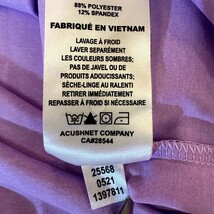 88% POLYESTER
12% SPANDEX
FABRIQUÉ EN VIETNAM
LAVAGE À FROID
LAVER SEPARÉMENT
LES COULEURS SOMBRES;
PAS DE JAVEL OU DE
PRODUITS ADOUCISSANTS;
SÈCHE-LINGE AU RALENTI
RETIRER IMMÉDIATEMENT
REPASSER À FROID SI NÉCESSAIRE
ACUSHNET COMPANY
CA#28544
25568
0521
1397811